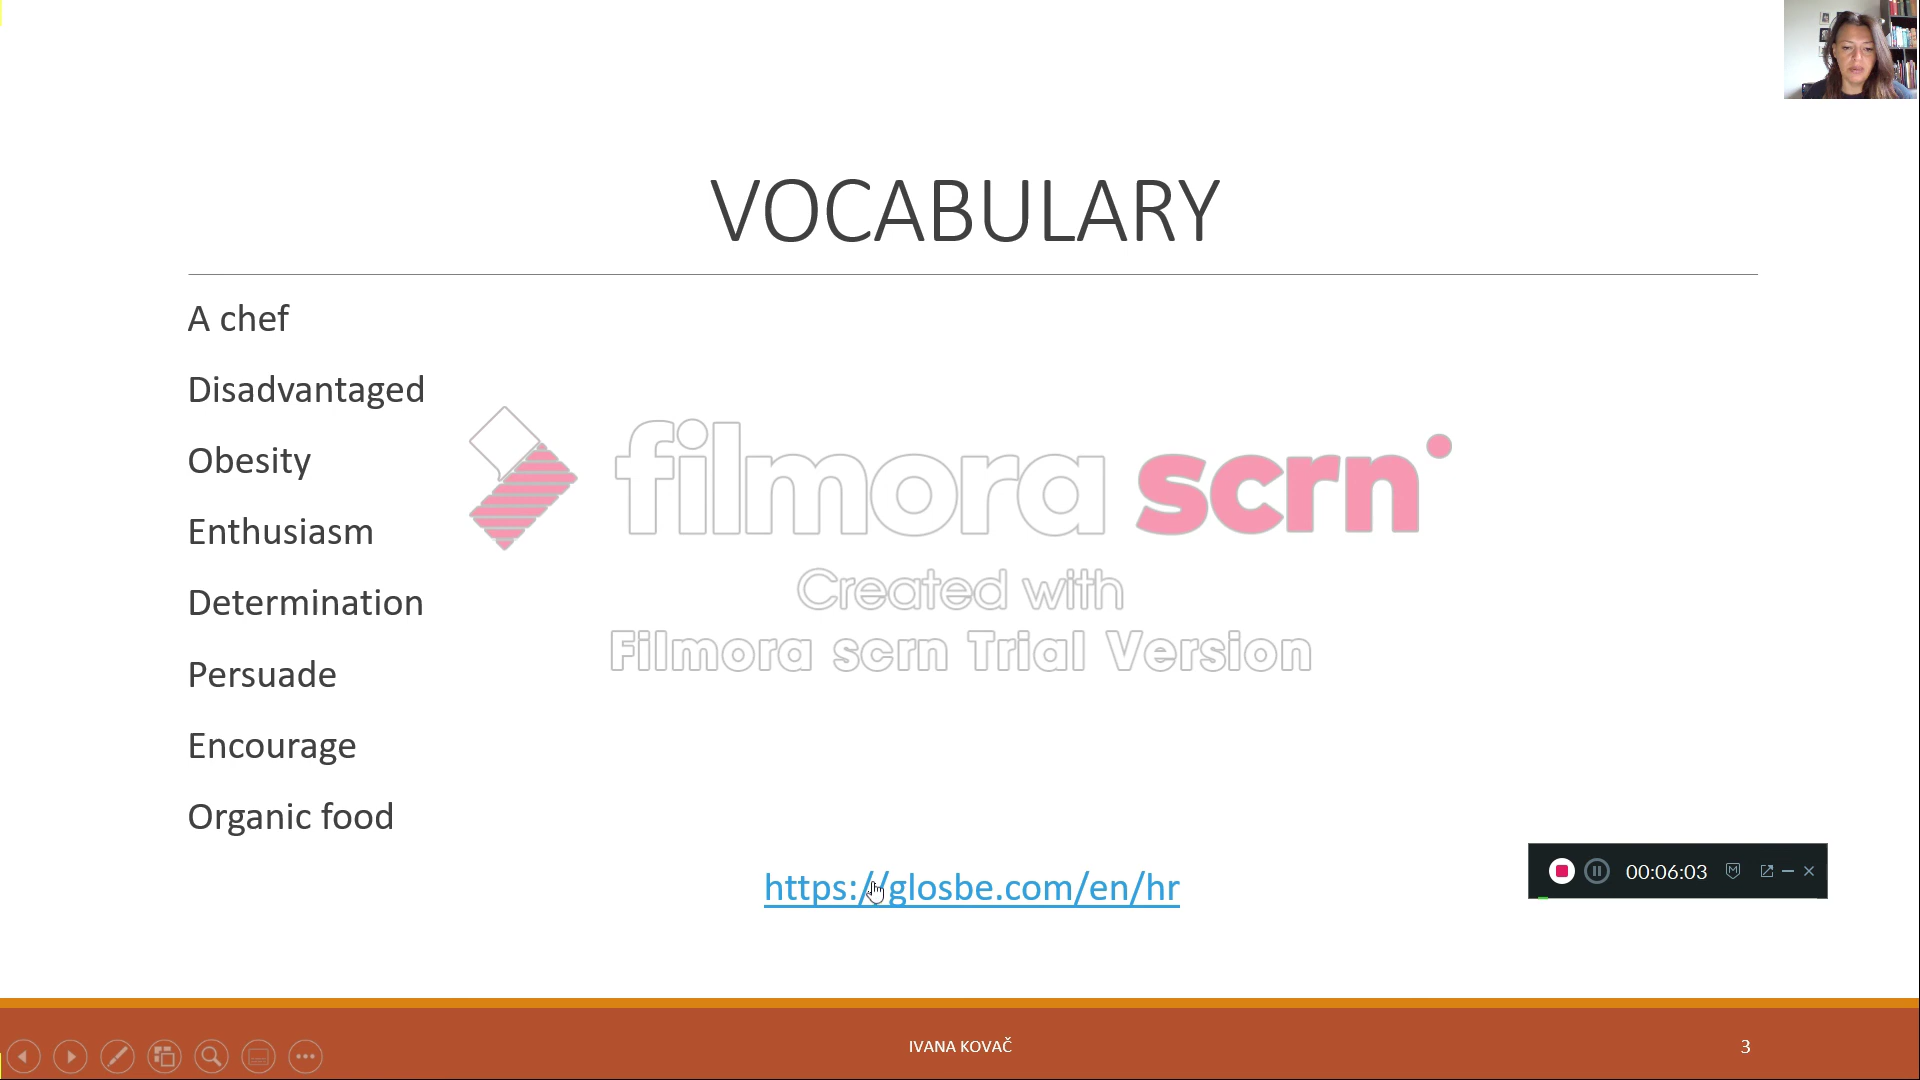 VOCABULARY
A chef
Disadvantaged
Obesity
Enthusiasm
Determination
Persuade
Encourage
Organic food
filmora scrn
Created with
Filmora scrn Trial Version
https://glosbe.com/en/hr
00:06:03
IVANA KOVAČ
3